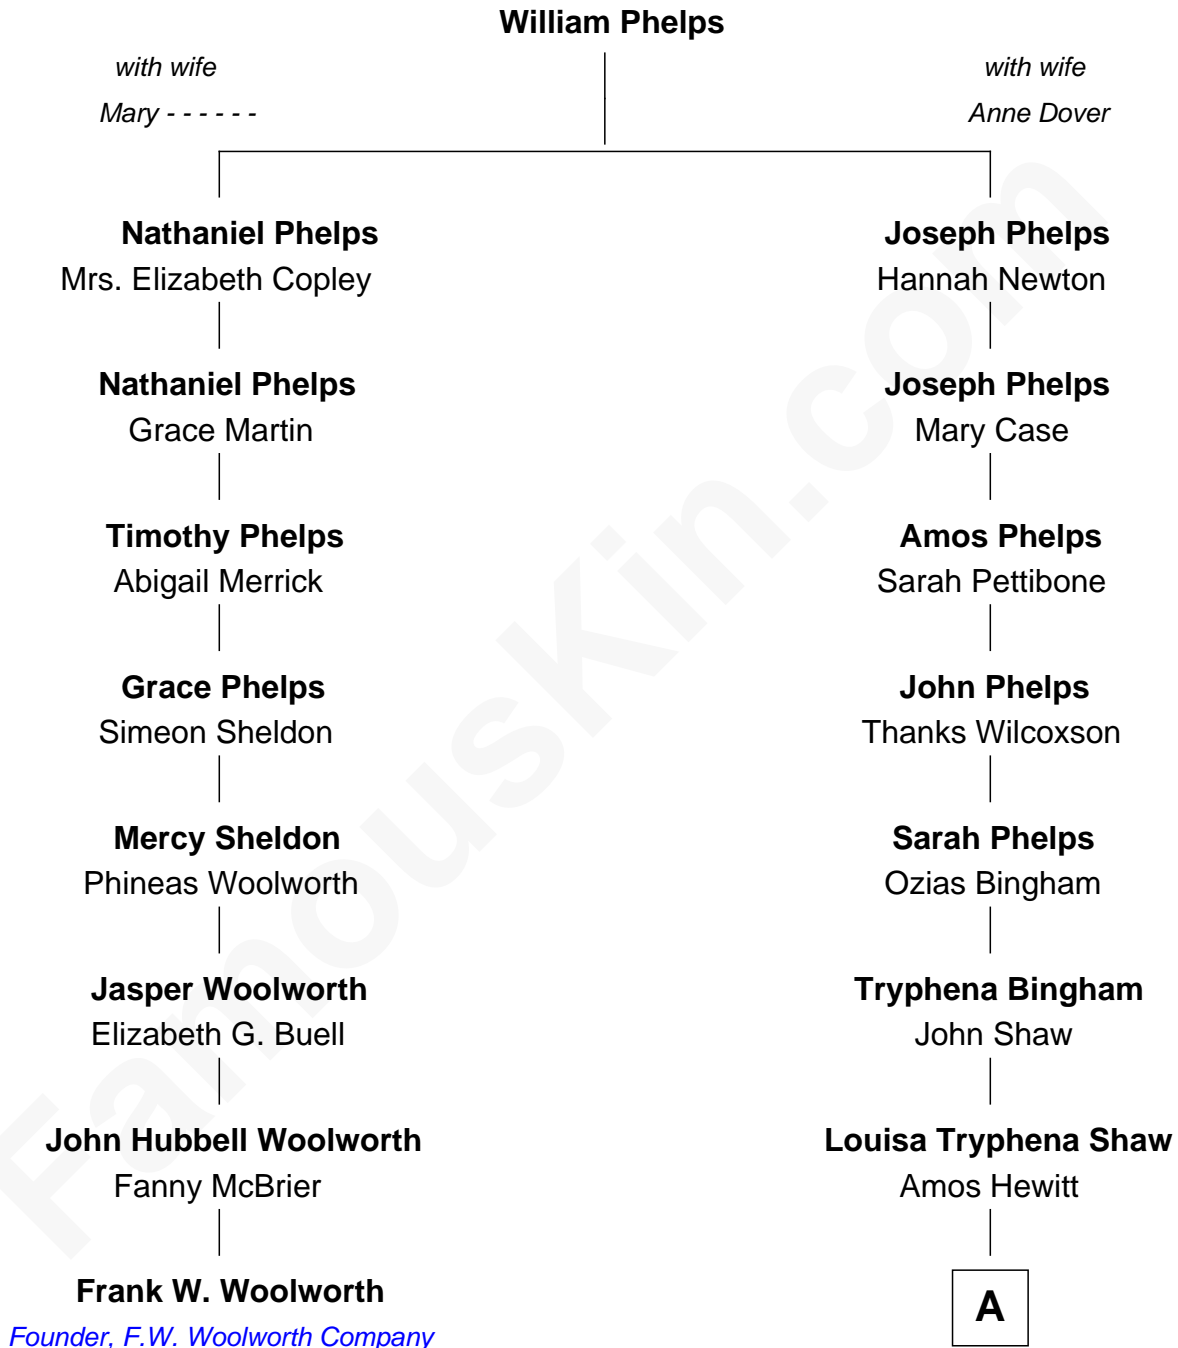 William Phelps
with wife
Mary - - - - - -
with wife
Anne Dover
Nathaniel Phelps
Mrs. Elizabeth Copley
Joseph Phelps
Hannah Newton
Nathaniel Phelps
Grace Martin
Joseph Phelps
Mary Case
Timothy Phelps
Abigail Merrick
Amos Phelps
Sarah Pettibone
Grace Phelps
Simeon Sheldon
John Phelps
Thanks Wilcoxson
Mercy Sheldon
Phineas Woolworth
Sarah Phelps
Ozias Bingham
Jasper Woolworth
Elizabeth G. Buell
Tryphena Bingham
John Shaw
John Hubbell Woolworth
Fanny McBrier
Louisa Tryphena Shaw
Amos Hewitt
Frank W. Woolworth
Founder, F.W. Woolworth Company
A
FamousKin.com